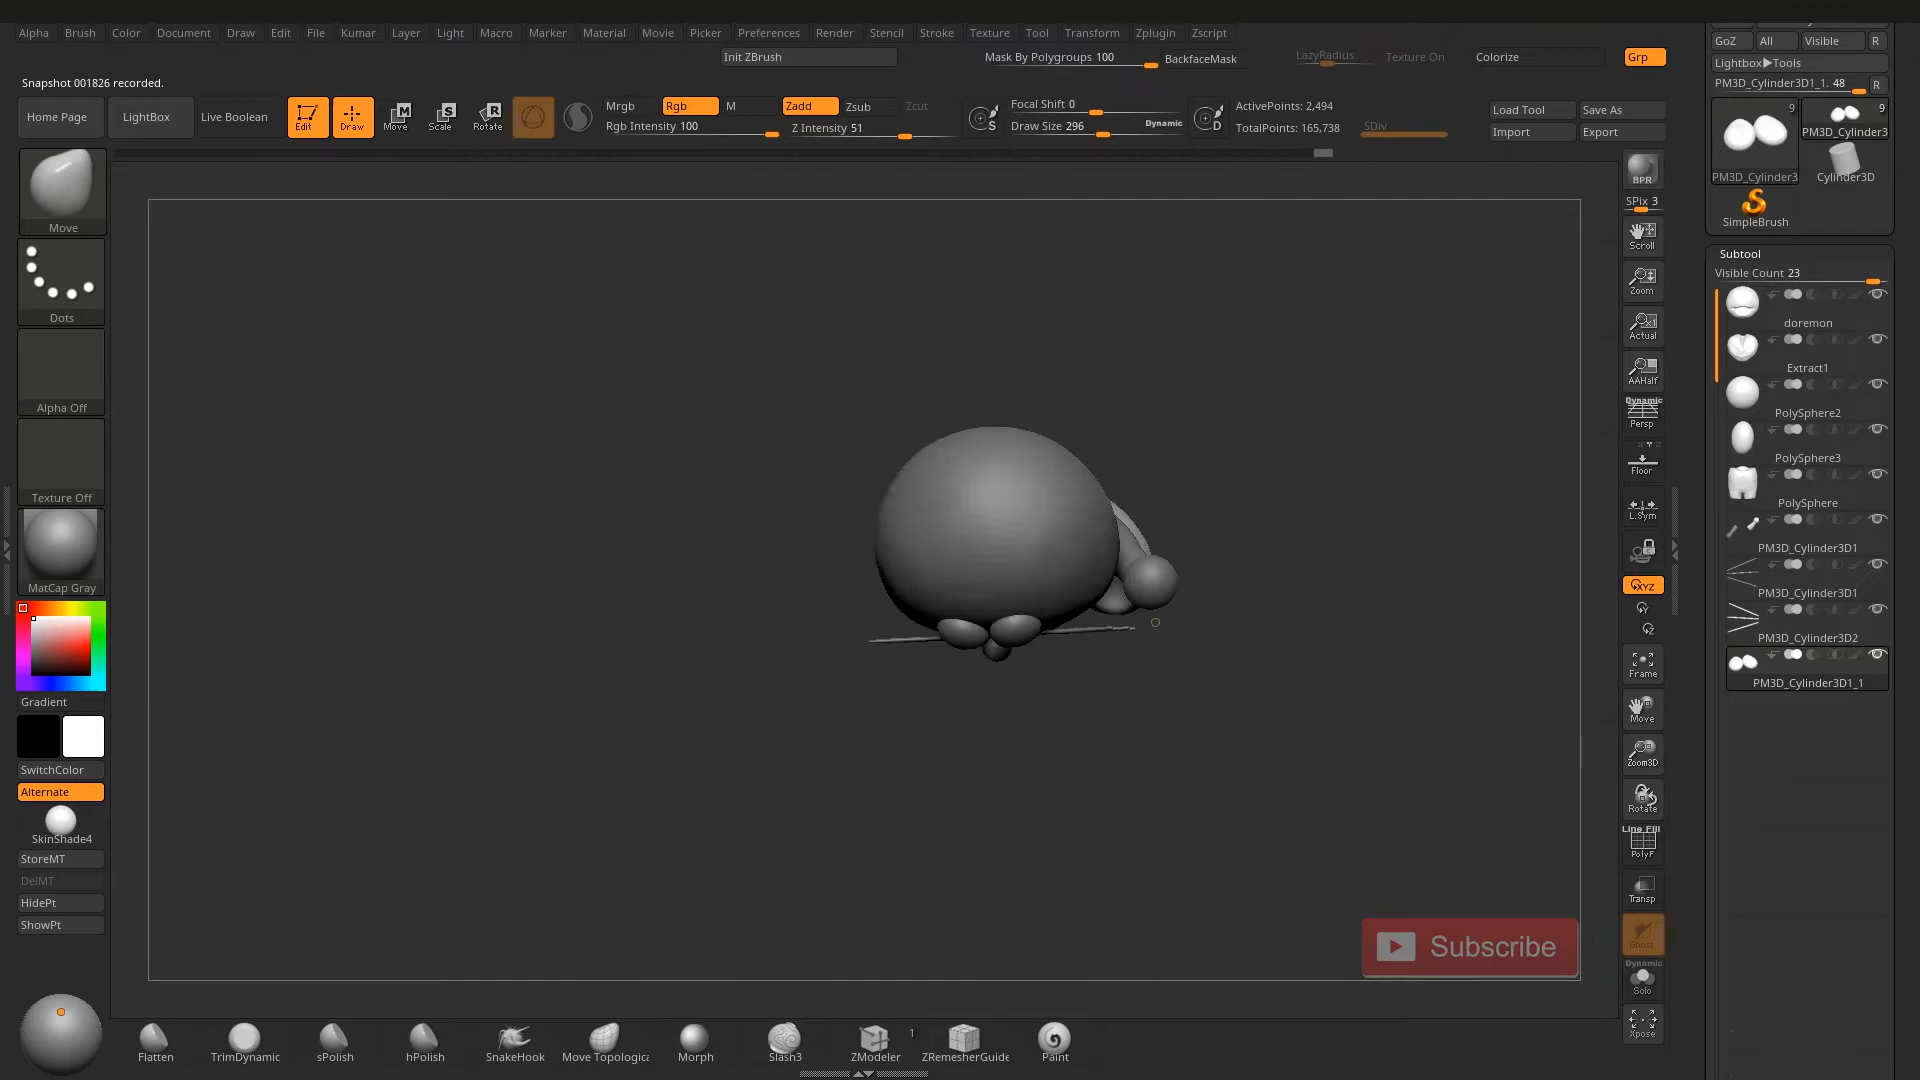 Alpha Brush Color Document Draw Edit File Kumar Layer Light Macro Marker Material Movie Picker Preferences Render Stencil Stroke Texture Tool Transform Zplugin Zscript
Init ZBrush
Mask By Polygroups 100
BackfaceMask
LazyRadius
Texture On
Colorize
Grp
GoZ All Visible R
Lightbox▶Tools
PM3D_Cylinder3D1_1. 48 R
Snapshot 001826 recorded.
Home Page
LightBox
Live Boolean
Edit
Draw
Move
Scale
Rotate
Mrgb Rgb M
Rgb Intensity 100
Zadd Zsub Zcut
Z Intensity 51
S
Focal Shift 0
Draw Size 296
Dynamic
D
ActivePoints: 2,494
TotalPoints: 165,738
SDiv
Load Tool Save As
Import Export
9
PM3D_Cylinder3
9
PM3D_Cylinder3
Cylinder3D
SimpleBrush
Move
Dots
Alpha Off
Texture Off
MatCap Gray
Gradient
SwitchColor
Alternate
SkinShade4
StoreMT
DelMT
HidePt
ShowPt
BPR
SPix 3
Scroll
Zoom
Actual
AAHalf
Dynamic
Persp
Floor
L.Sym
XYZ
Y
Z
Frame
Move
Zoom3D
Rotate
Line Fill
PolyF
Transp
Ghost
Dynamic
Solo
Xpose
Subtool
Visible Count 23
doremon
Extract1
PolySphere2
PolySphere3
PolySphere
PM3D_Cylinder3D1
PM3D_Cylinder3D1
PM3D_Cylinder3D2
PM3D_Cylinder3D1_1
Subscribe
Flatten
TrimDynamic
sPolish
hPolish
SnakeHook
Move Topologica
Morph
Slash3
1
ZModeler
ZRemesherGuide
Paint